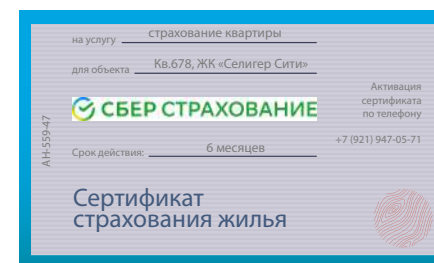 на услугу страхование квартиры
для объекта Кв.678, ЖК «Селигер Сити»
СБЕР СТРАХОВАНИЕ
Срок действия: 6 месяцев
Активация
сертификата
по телефону
+7 (921) 947-05-71
АН-559-47
Сертификат
страхования жилья